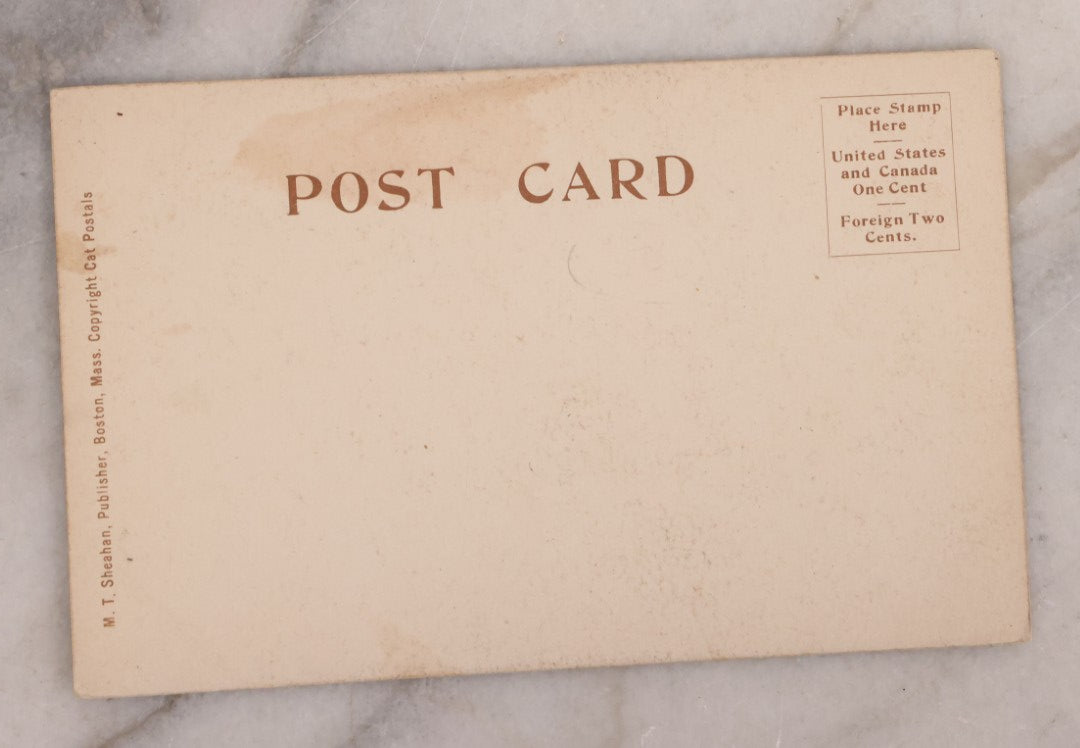 POST CARD
Place Stamp
Here
United States
and Canada
One Cent
Foreign Two
Cents.
M. T. Sheahan, Publisher, Boston, Mass. Copyright Cat Postals